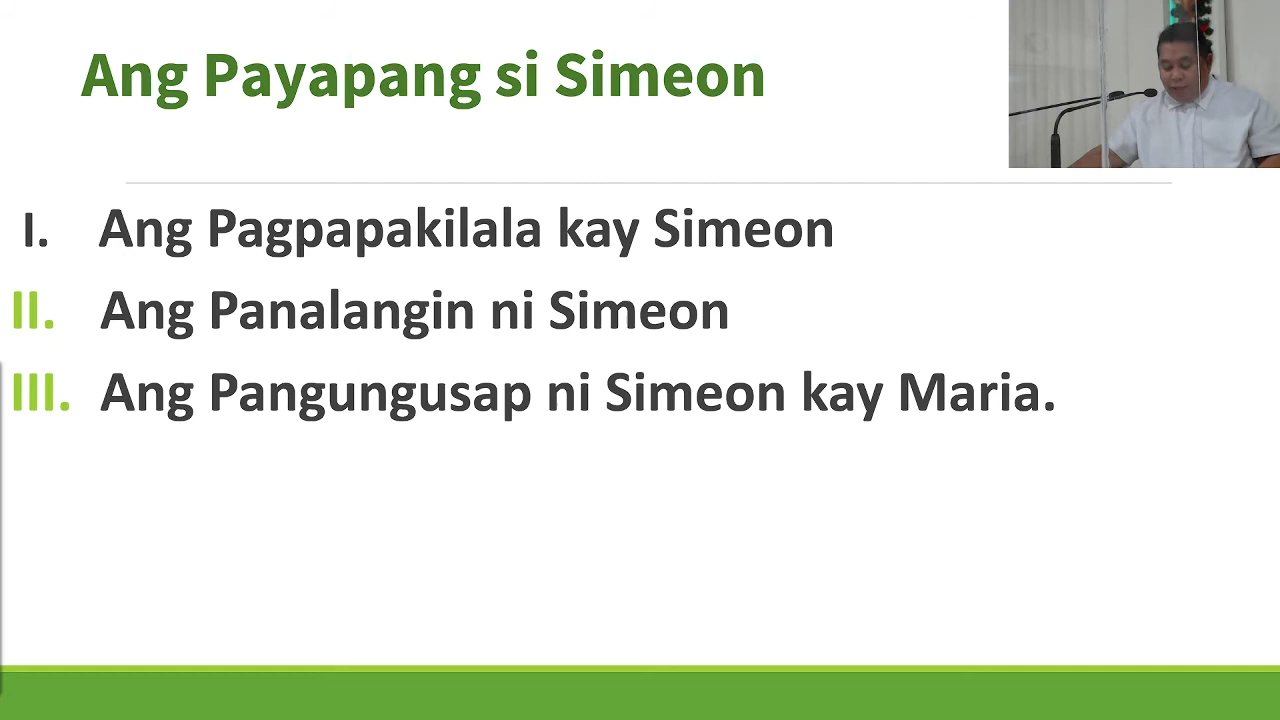 Ang Payapang si Simeon
I. Ang Pagpapakilala kay Simeon
II. Ang Panalangin ni Simeon
III. Ang Pangungusap ni Simeon kay Maria.